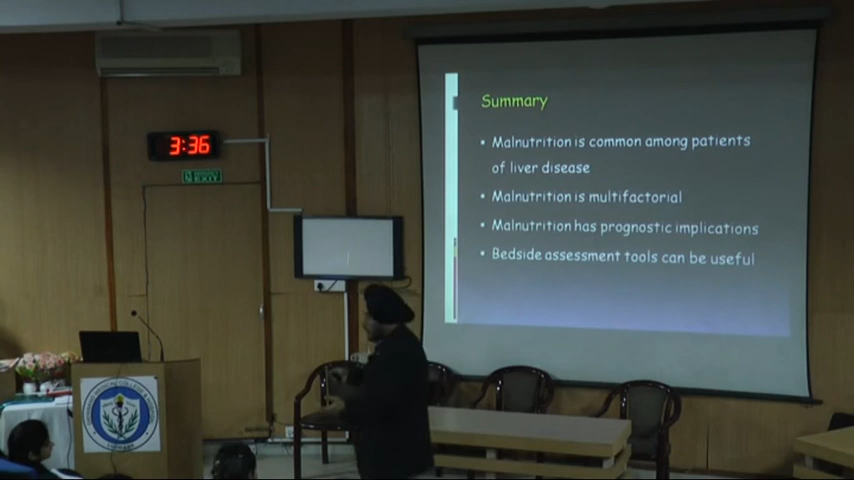 3:36
Summary
Malnutrition is common among patients
of liver disease
Malnutrition is multifactorial
Malnutrition has prognostic implications
Bedside assessment tools can be useful